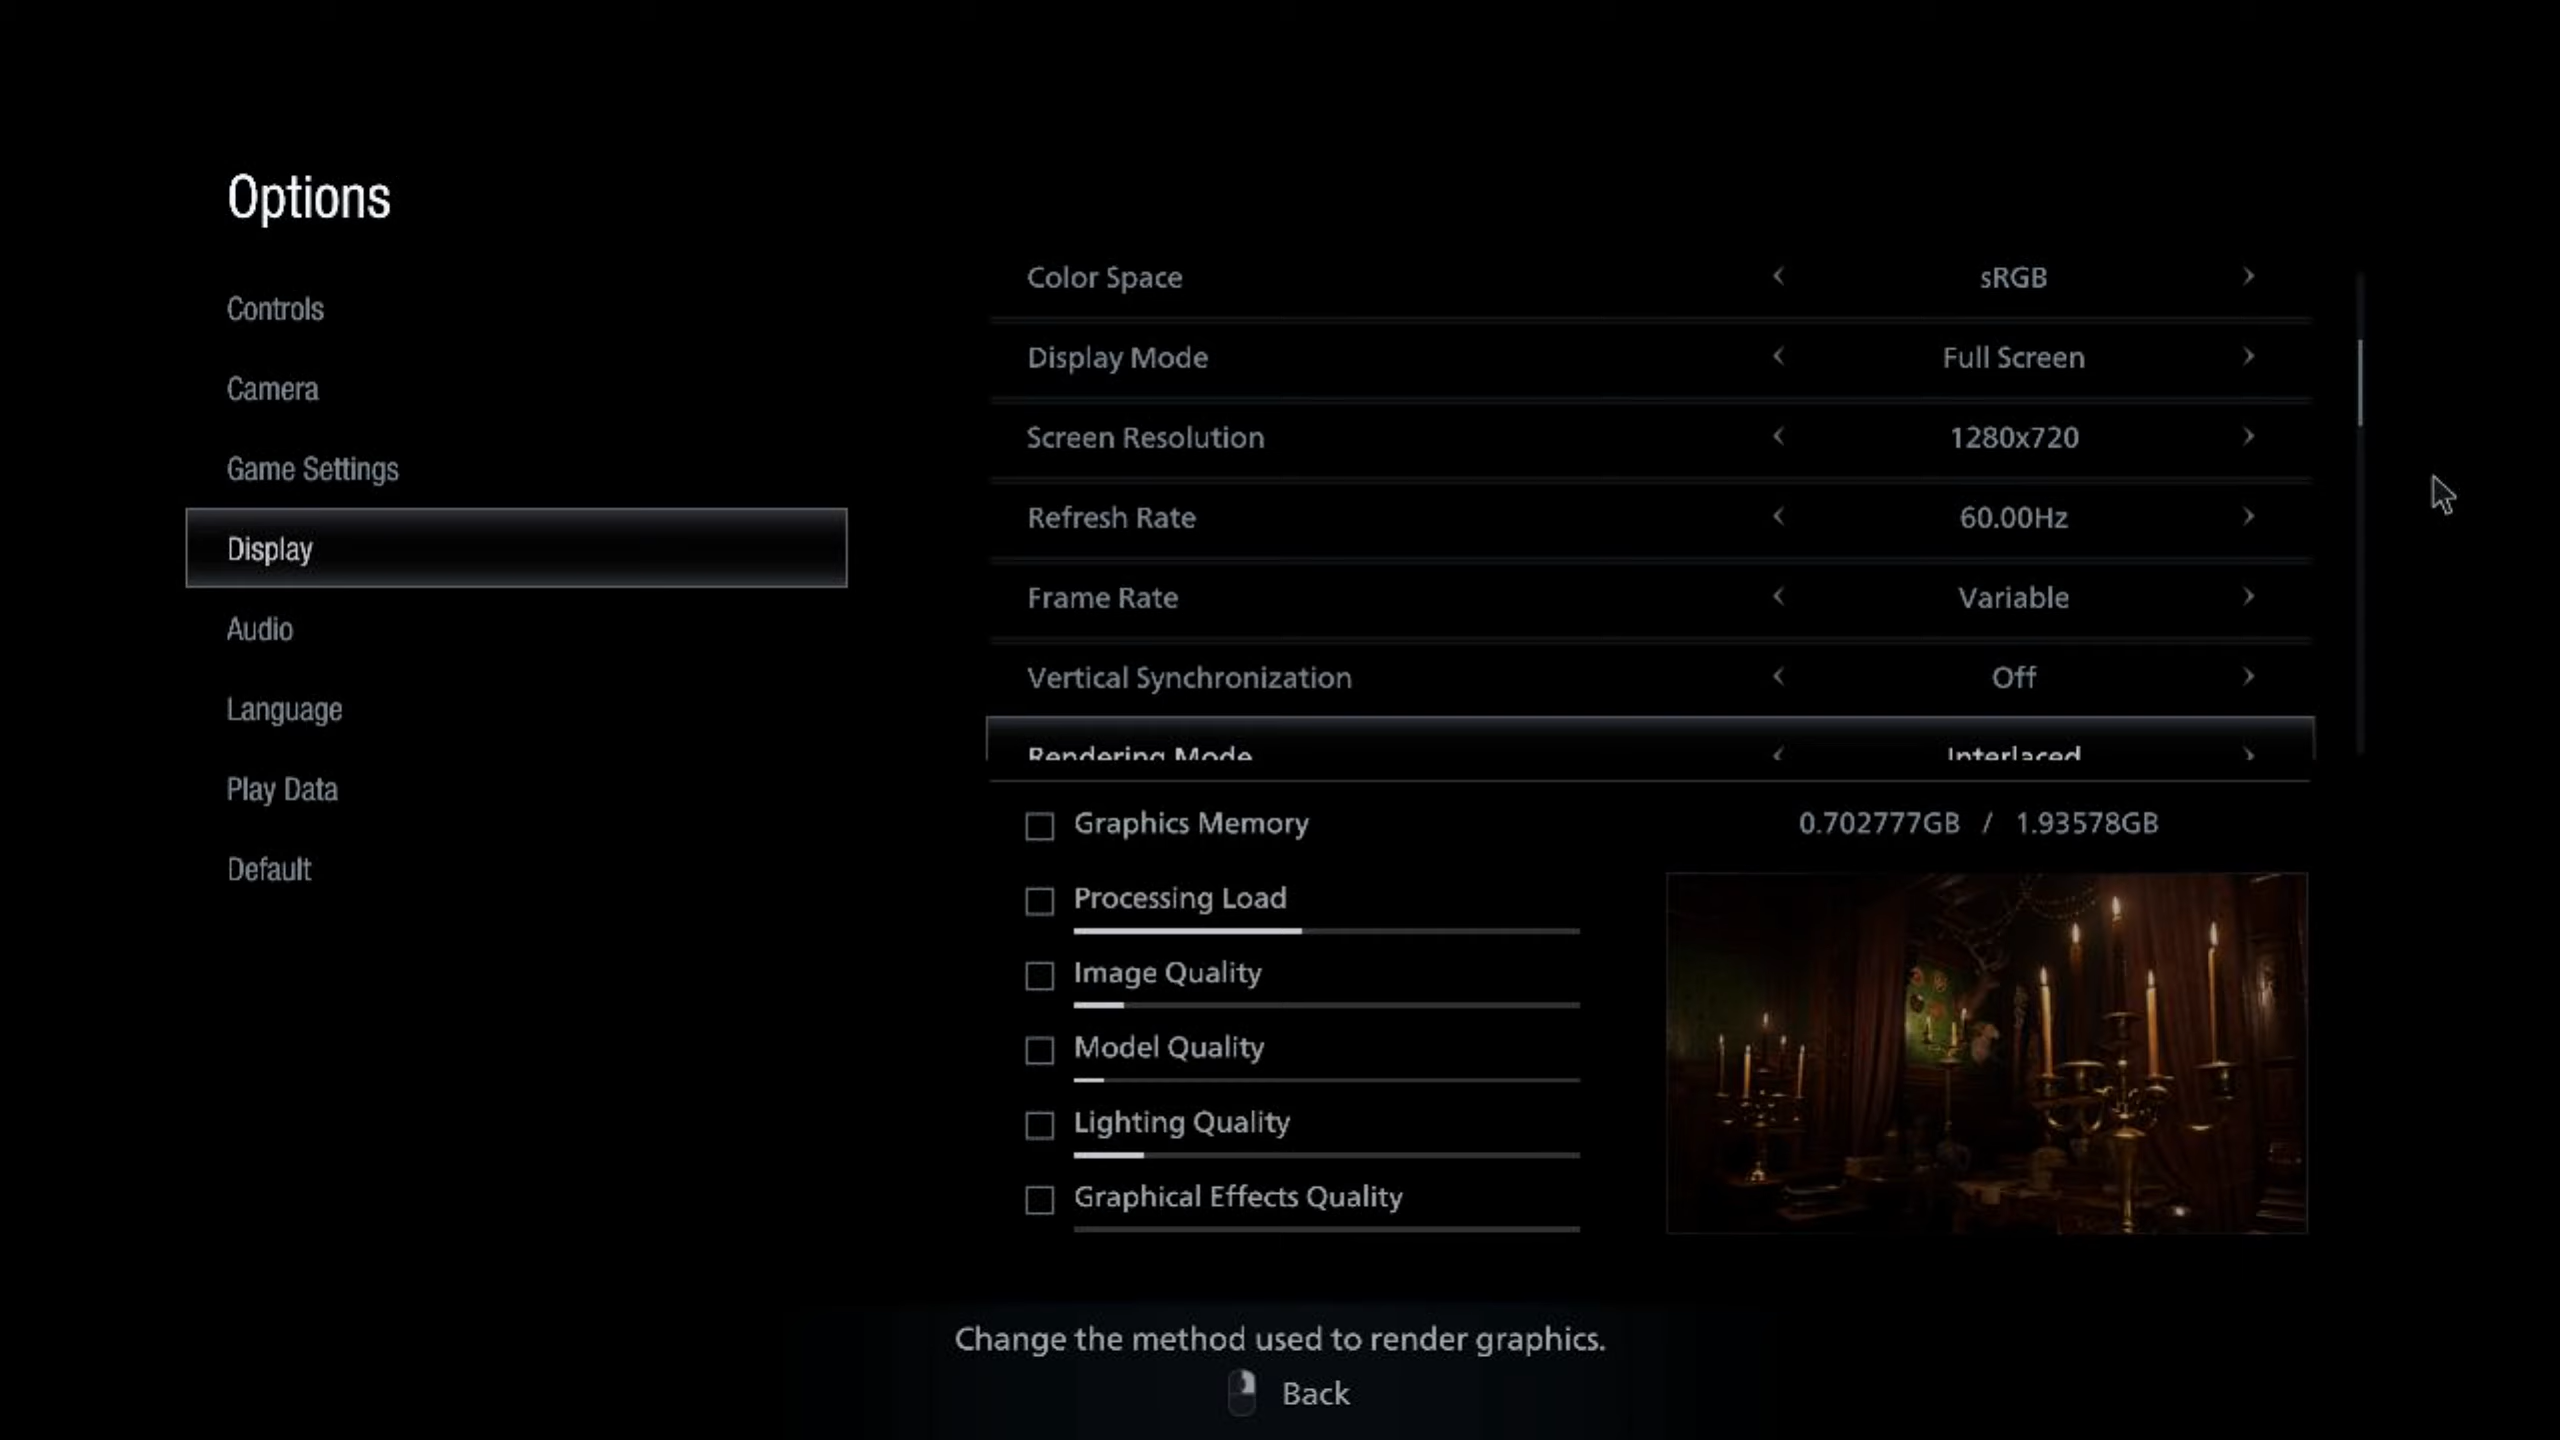 Options
Controls
Camera
Game Settings
Display
Audio
Language
Play Data
Default
Color Space < sRGB >
Display Mode < Full Screen >
Screen Resolution < 1280x720 >
Refresh Rate < 60.00Hz >
Frame Rate < Variable >
Vertical Synchronization < Off >
Rendering Mode < Interlaced >
Graphics Memory 0.702777GB / 1.93578GB
Processing Load
Image Quality
Model Quality
Lighting Quality
Graphical Effects Quality
Change the method used to render graphics.
Back